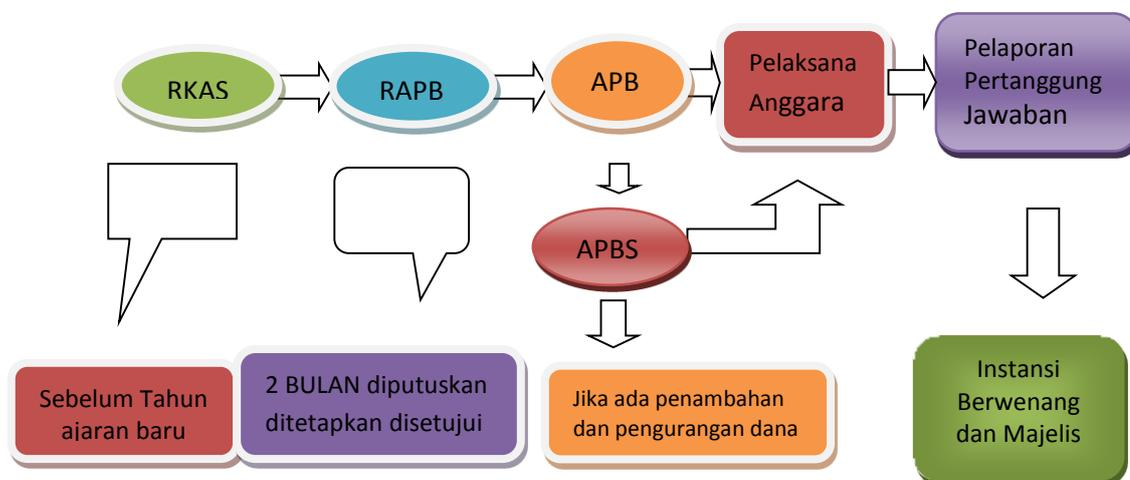 RKAS
RAPB
APB
Pelaksana
Anggara
Pelaporan
Pertanggung
Jawaban
APBS
Sebelum Tahun
ajaran baru
2 BULAN diputuskan
ditetapkan disetujui
Jika ada penambahan
dan pengurangan dana
Instansi
Berwenang
dan Majelis